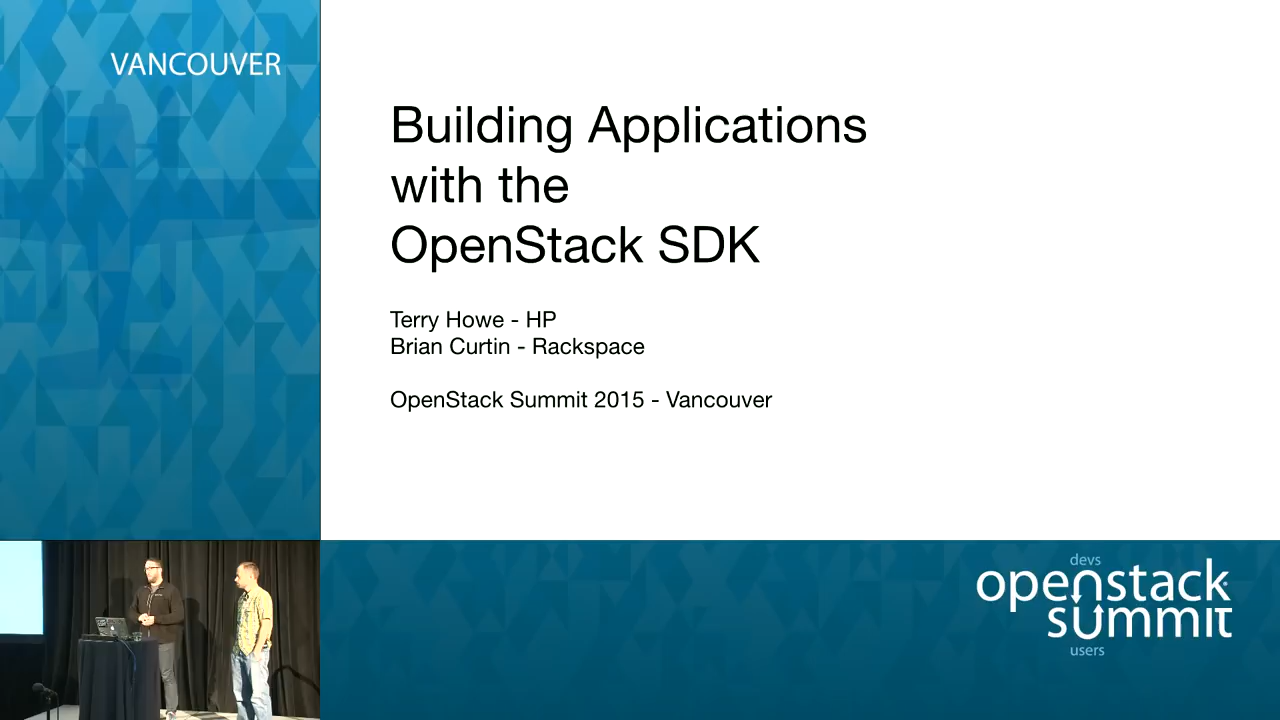 VANCOUVER
Building Applications
with the
OpenStack SDK
Terry Howe - HP
Brian Curtin - Rackspace
OpenStack Summit 2015 - Vancouver
devs
openstack
summit
users